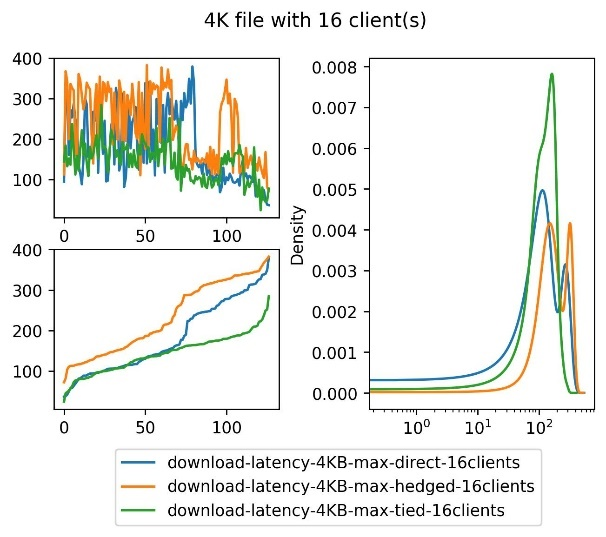 4K file with 16 client(s)
400
300
200
100
0 50 100
400
300
200
100
0 50 100
Density
0.008
0.007
0.006
0.005
0.004
0.003
0.002
0.001
0.000
10⁰ 10¹ 10²
download-latency-4KB-max-direct-16clients
download-latency-4KB-max-hedged-16clients
download-latency-4KB-max-tied-16clients